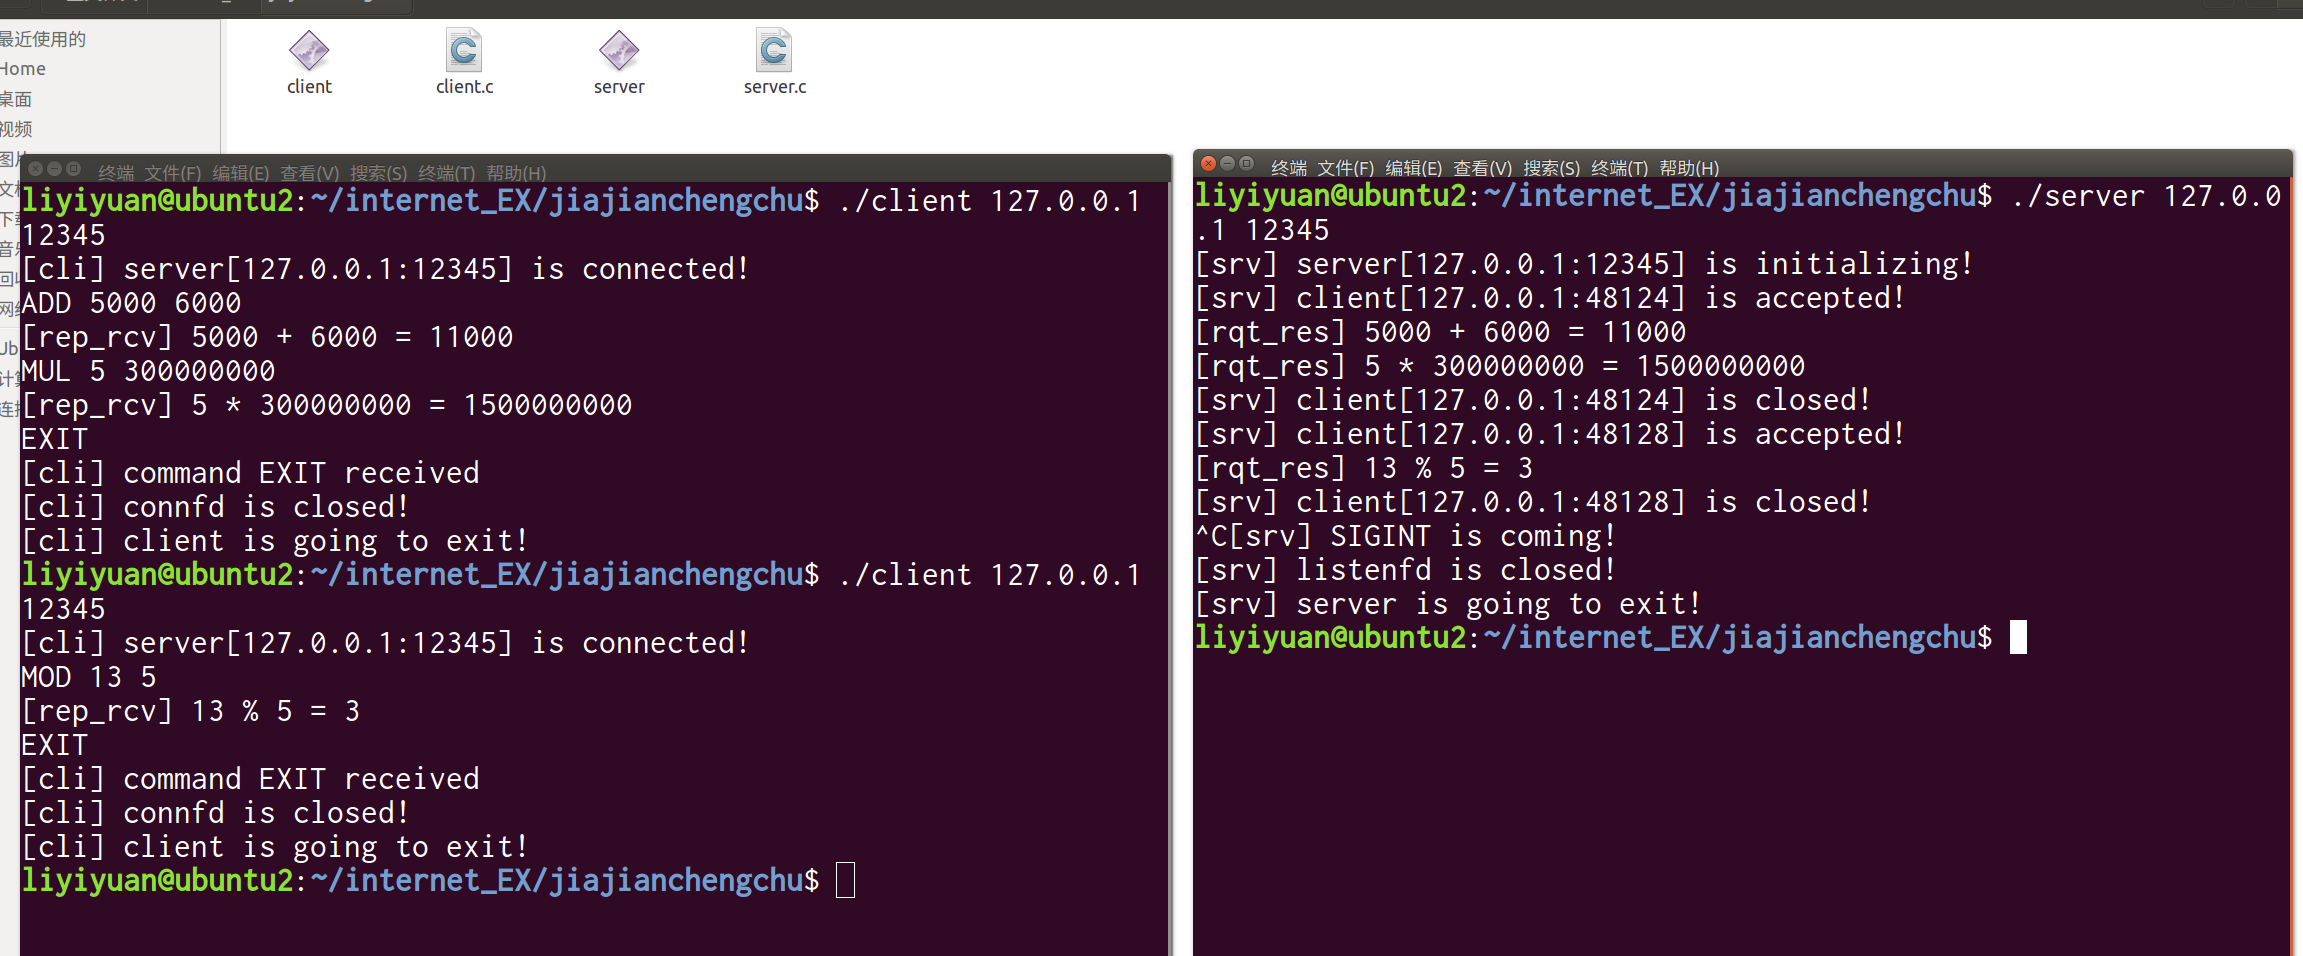 最近使用的
Home
桌面
视频
client
client.c
server
server.c
终端 文件(F) 编辑(E) 查看(V) 搜索(S) 终端(T) 帮助(H)
liyiyuan@ubuntu2:~/internet_EX/jiajianchengchu$ ./client 127.0.0.1
12345
[cli] server[127.0.0.1:12345] is connected!
ADD 5000 6000
[rep_rcv] 5000 + 6000 = 11000
MUL 5 300000000
[rep_rcv] 5 * 300000000 = 1500000000
EXIT
[cli] command EXIT received
[cli] connfd is closed!
[cli] client is going to exit!
liyiyuan@ubuntu2:~/internet_EX/jiajianchengchu$ ./client 127.0.0.1
12345
[cli] server[127.0.0.1:12345] is connected!
MOD 13 5
[rep_rcv] 13 % 5 = 3
EXIT
[cli] command EXIT received
[cli] connfd is closed!
[cli] client is going to exit!
liyiyuan@ubuntu2:~/internet_EX/jiajianchengchu$
终端 文件(F) 编辑(E) 查看(V) 搜索(S) 终端(T) 帮助(H)
liyiyuan@ubuntu2:~/internet_EX/jiajianchengchu$ ./server 127.0.0
.1 12345
[srv] server[127.0.0.1:12345] is initializing!
[srv] client[127.0.0.1:48124] is accepted!
[rqt_res] 5000 + 6000 = 11000
[rqt_res] 5 * 300000000 = 1500000000
[srv] client[127.0.0.1:48124] is closed!
[srv] client[127.0.0.1:48128] is accepted!
[rqt_res] 13 % 5 = 3
[srv] client[127.0.0.1:48128] is closed!
^C[srv] SIGINT is coming!
[srv] listenfd is closed!
[srv] server is going to exit!
liyiyuan@ubuntu2:~/internet_EX/jiajianchengchu$